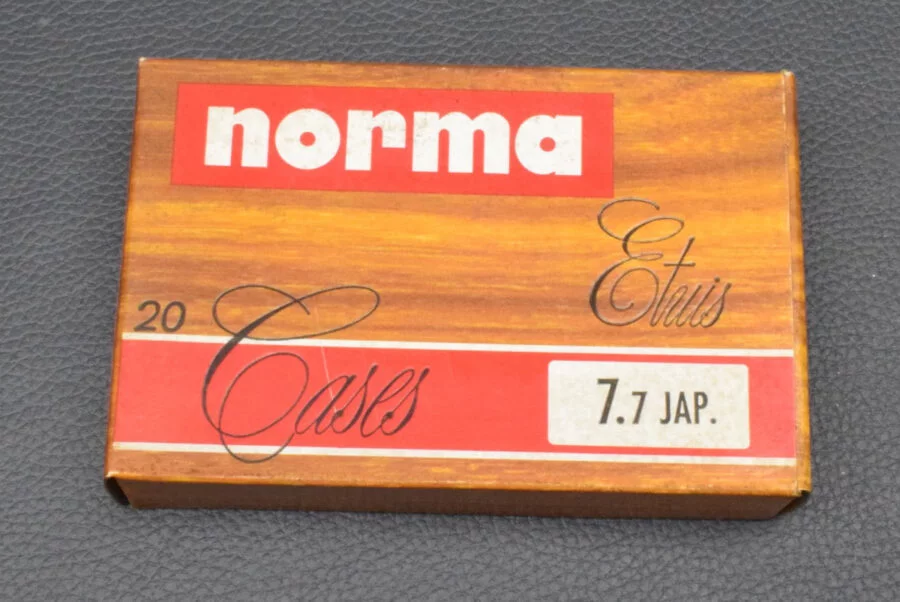 norma
Etuis
20 Cases
7.7 JAP.